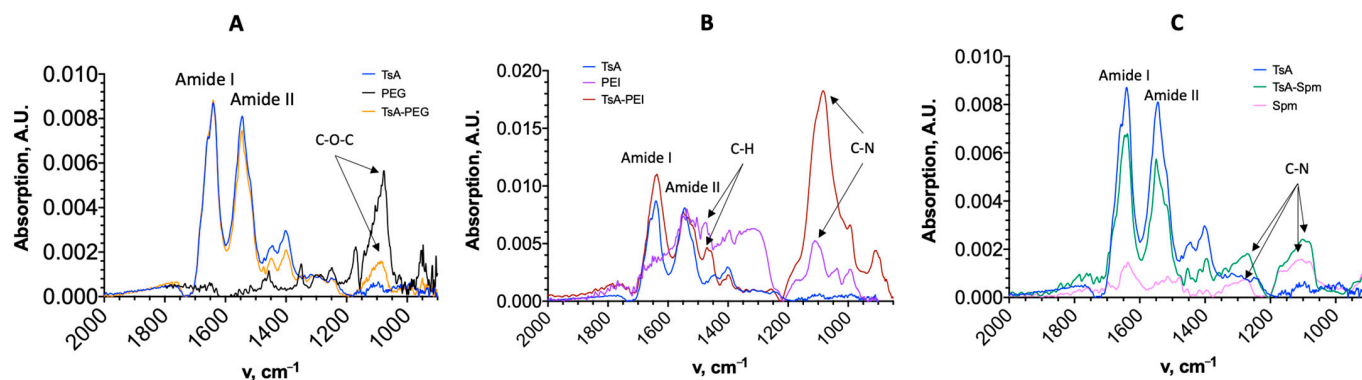 A
Absorption, A.U.
0.010
0.008
0.006
0.004
0.002
0.000
Amide I
Amide II
C-O-C
TsA
PEG
TsA-PEG
2000
1800
1600
1400
1200
1000
ν, cm⁻¹
B
Absorption, A.U.
0.020
0.015
0.010
0.005
0.000
TsA
PEI
TsA-PEI
Amide I
Amide II
C-H
C-N
2000
1800
1600
1400
1200
1000
ν, cm⁻¹
C
Absorption, A.U.
0.010
0.008
0.006
0.004
0.002
0.000
Amide I
Amide II
TsA
TsA-Spm
Spm
C-N
2000
1800
1600
1400
1200
1000
ν, cm⁻¹